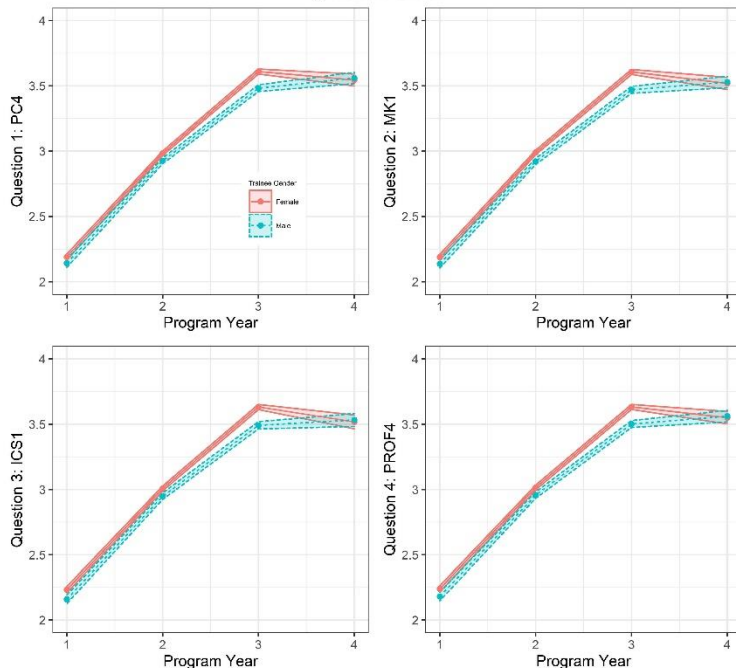 4
3.5
3
2.5
2
Question 1: PC4
Trainee Gender
Female
Male
1 2 3 4
Program Year
4
3.5
3
2.5
2
Question 2: MK1
1 2 3 4
Program Year
4
3.5
3
2.5
2
Question 3: ICS1
1 2 3 4
Program Year
4
3.5
3
2.5
2
Question 4: PROF4
1 2 3 4
Program Year